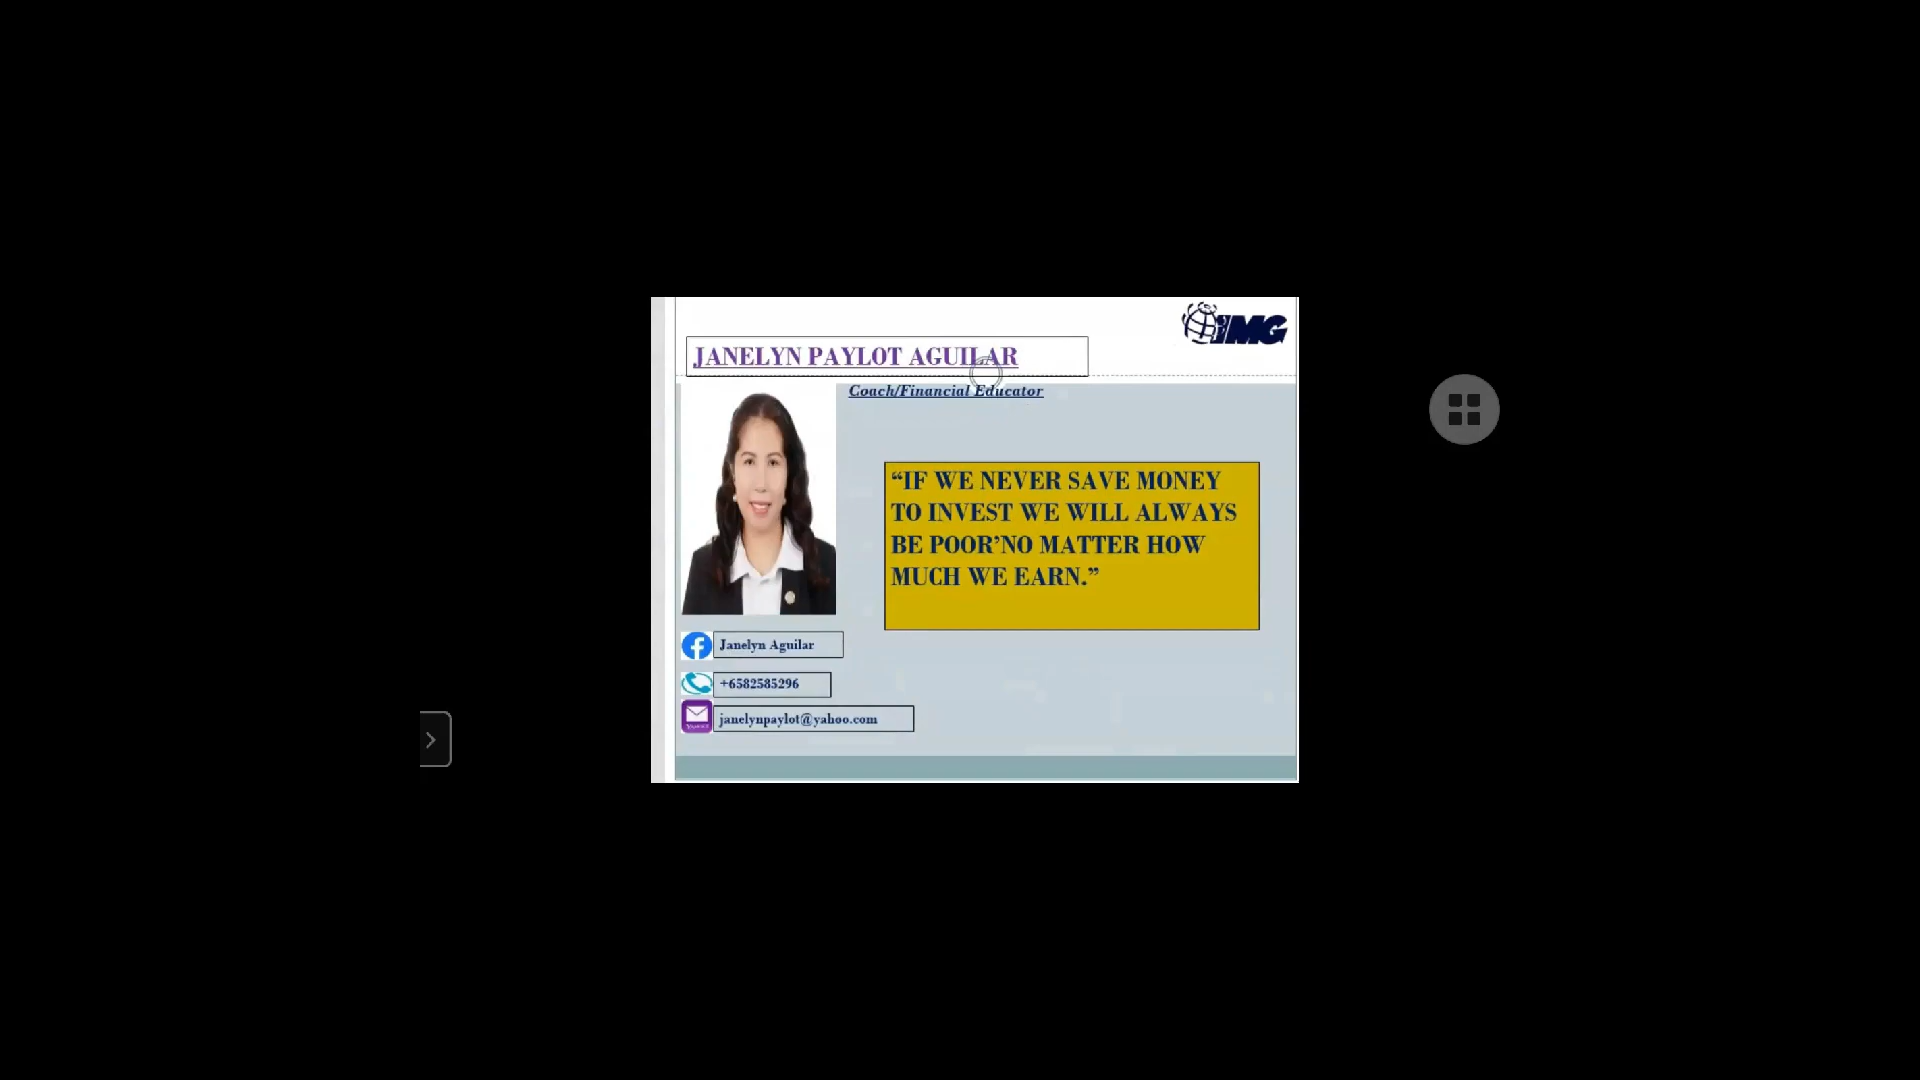 IMG
JANELYN PAYLOT AGUILAR
Coach/Financial Educator
“IF WE NEVER SAVE MONEY
TO INVEST WE WILL ALWAYS
BE POOR’NO MATTER HOW
MUCH WE EARN.”
Janelyn Aguilar
+6582585296
janelynpaylot@yahoo.com